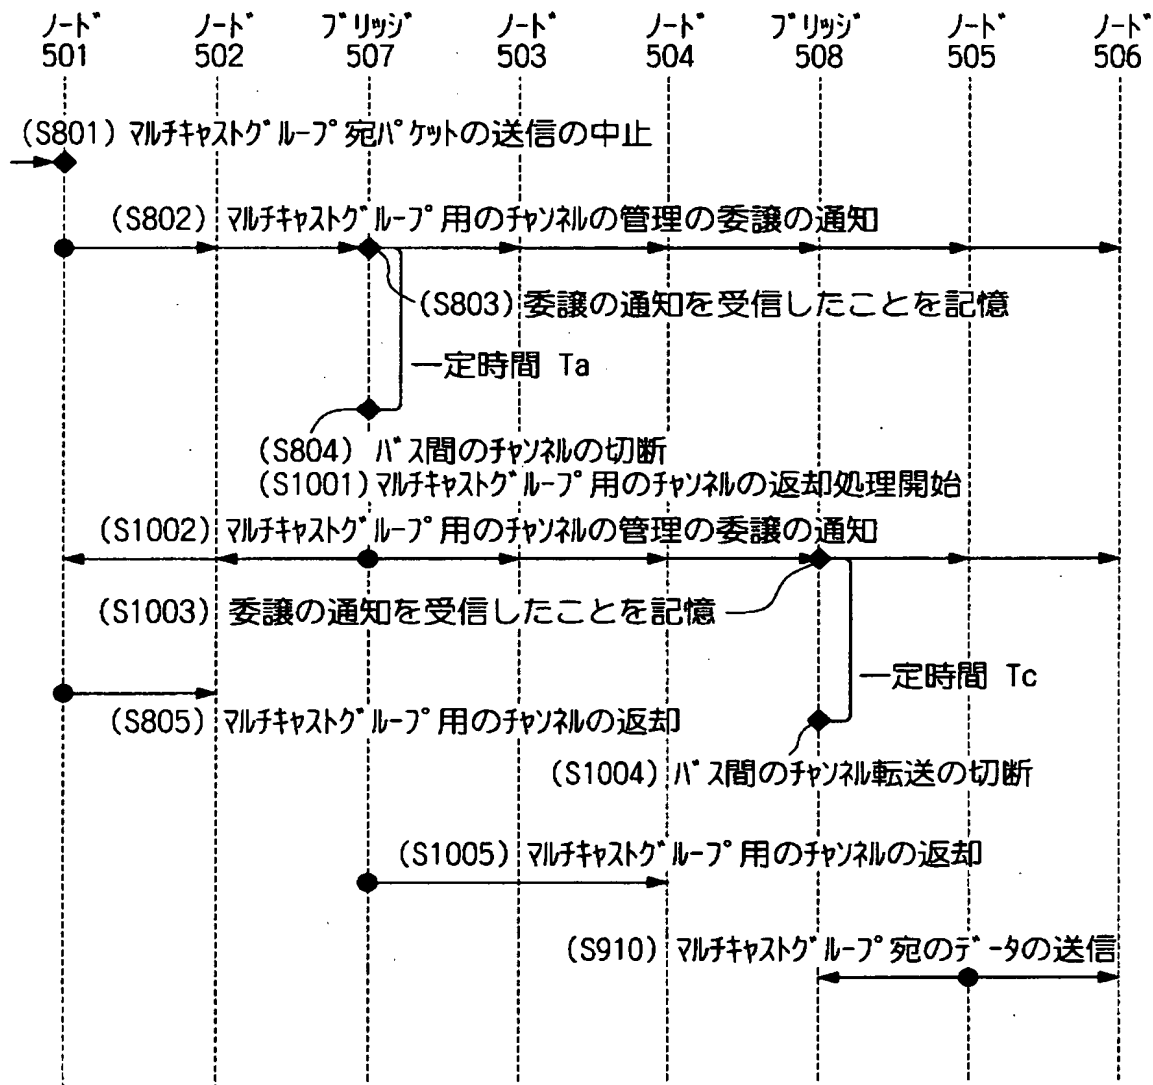 ノード ノード ブリッジ ノード ノード ブリッジ ノード ノード
501 502 507 503 504 508 505 506
(S801) マルチキャストグループ宛パケットの送信の中止
(S802) マルチキャストグループ用のチャンネルの管理の委譲の通知
(S803) 委譲の通知を受信したことを記憶
一定時間 Ta
(S804) バス間のチャンネルの切断
(S1001) マルチキャストグループ用のチャンネルの返却処理開始
(S1002) マルチキャストグループ用のチャンネルの管理の委譲の通知
(S1003) 委譲の通知を受信したことを記憶
一定時間 Tc
(S805) マルチキャストグループ用のチャンネルの返却
(S1004) バス間のチャンネル転送の切断
(S1005) マルチキャストグループ用のチャンネルの返却
(S910) マルチキャストグループ宛のデータの送信